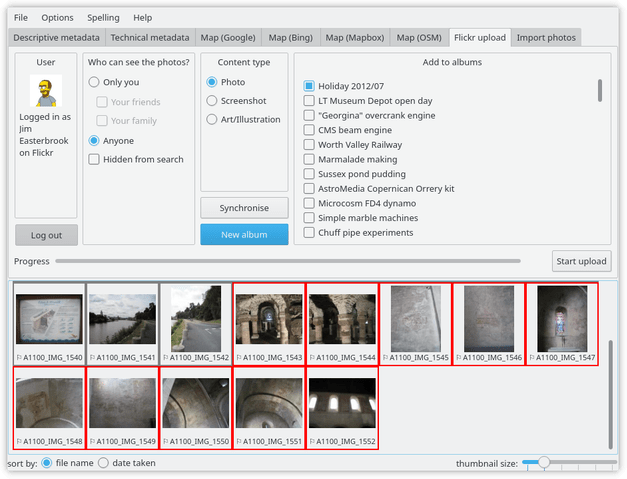 File Options Spelling Help
Descriptive metadata Technical metadata Map (Google) Map (Bing) Map (Mapbox) Map (OSM) Flickr upload Import photos
User
Logged in as
Jim
Easterbrook
on Flickr
Log out
Who can see the photos?
Only you
Your friends
Your family
Anyone
Hidden from search
Content type
Photo
Screenshot
Art/Illustration
Synchronise
New album
Add to albums
Holiday 2012/07
LT Museum Depot open day
"Georgina" overcrank engine
CMS beam engine
Worth Valley Railway
Marmalade making
Sussex pond pudding
AstroMedia Copernican Orrery kit
Microcosm FD4 dynamo
Simple marble machines
Chuff pipe experiments
Progress Start upload
A1100_IMG_1540 A1100_IMG_1541 A1100_IMG_1542 A1100_IMG_1543 A1100_IMG_1544 A1100_IMG_1545 A1100_IMG_1546 A1100_IMG_1547
A1100_IMG_1548 A1100_IMG_1549 A1100_IMG_1550 A1100_IMG_1551 A1100_IMG_1552
sort by: file name date taken thumbnail size: